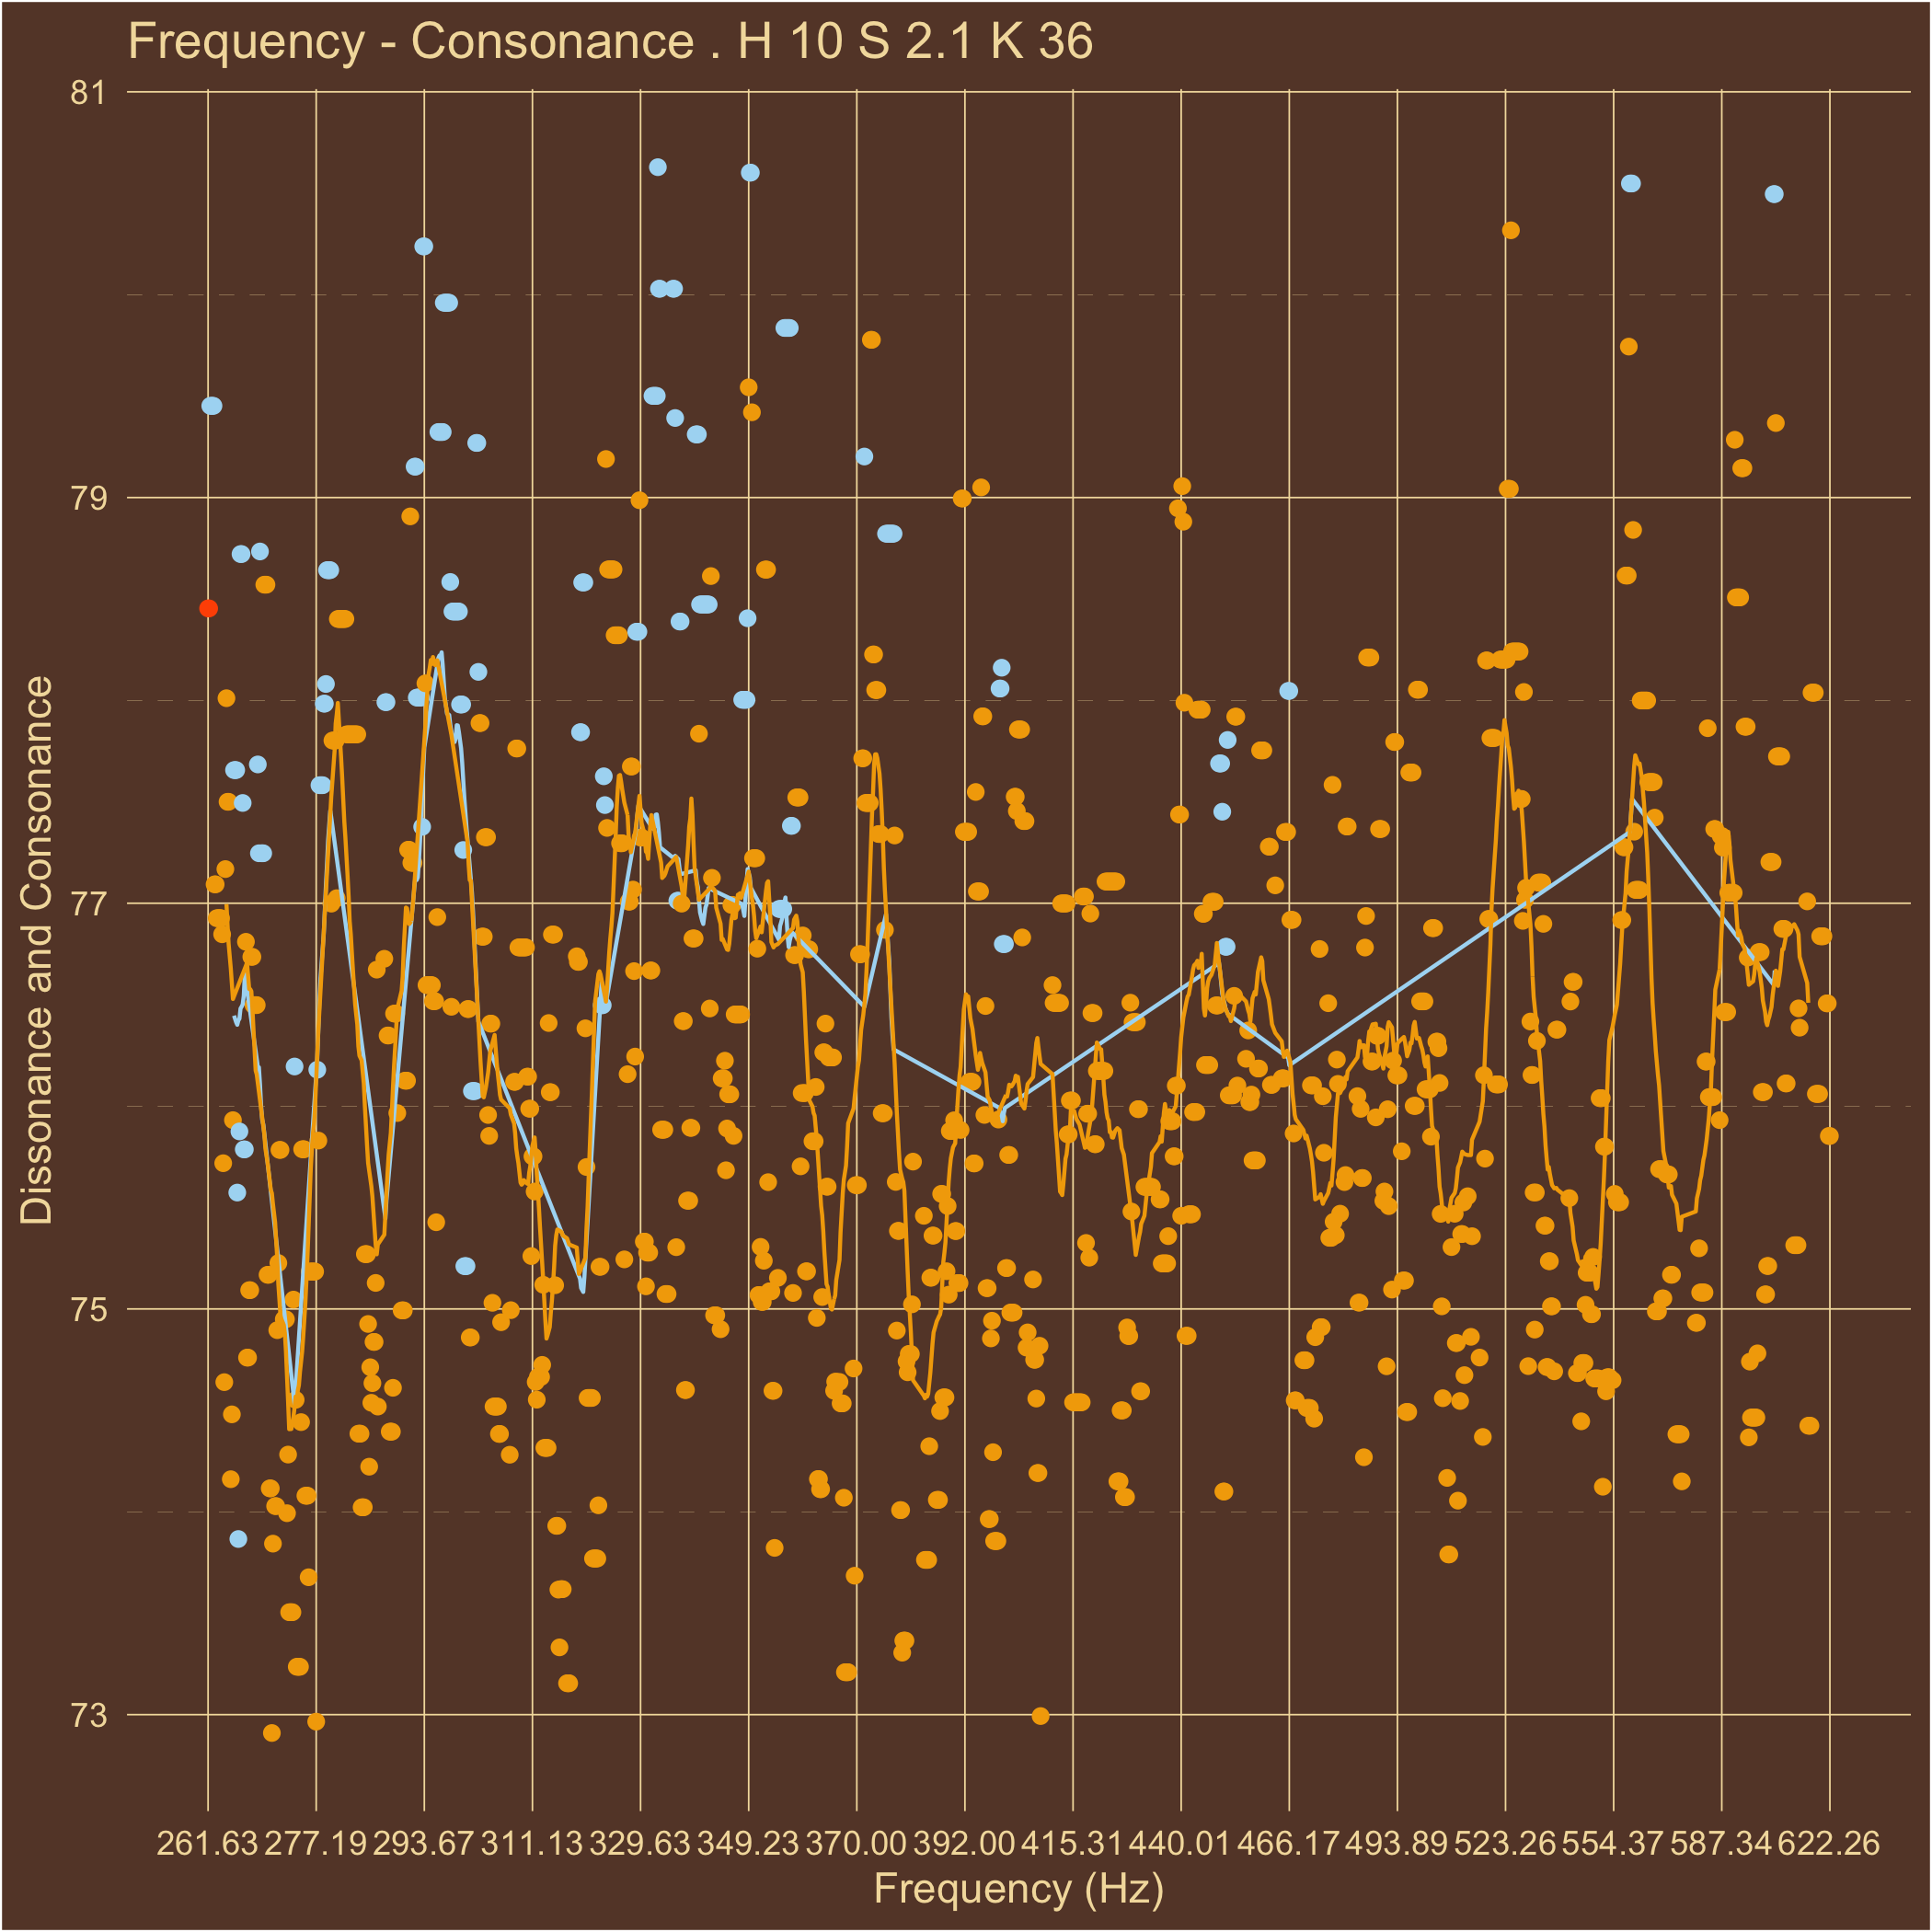 Frequency - Consonance . H 10 S 2.1 K 36
81
79
77
75
73
Dissonance and Consonance
261.63 277.19 293.67 311.13 329.63 349.23 370.00 392.00 415.31 440.01 466.17 493.89 523.26 554.37 587.34 622.26
Frequency (Hz)